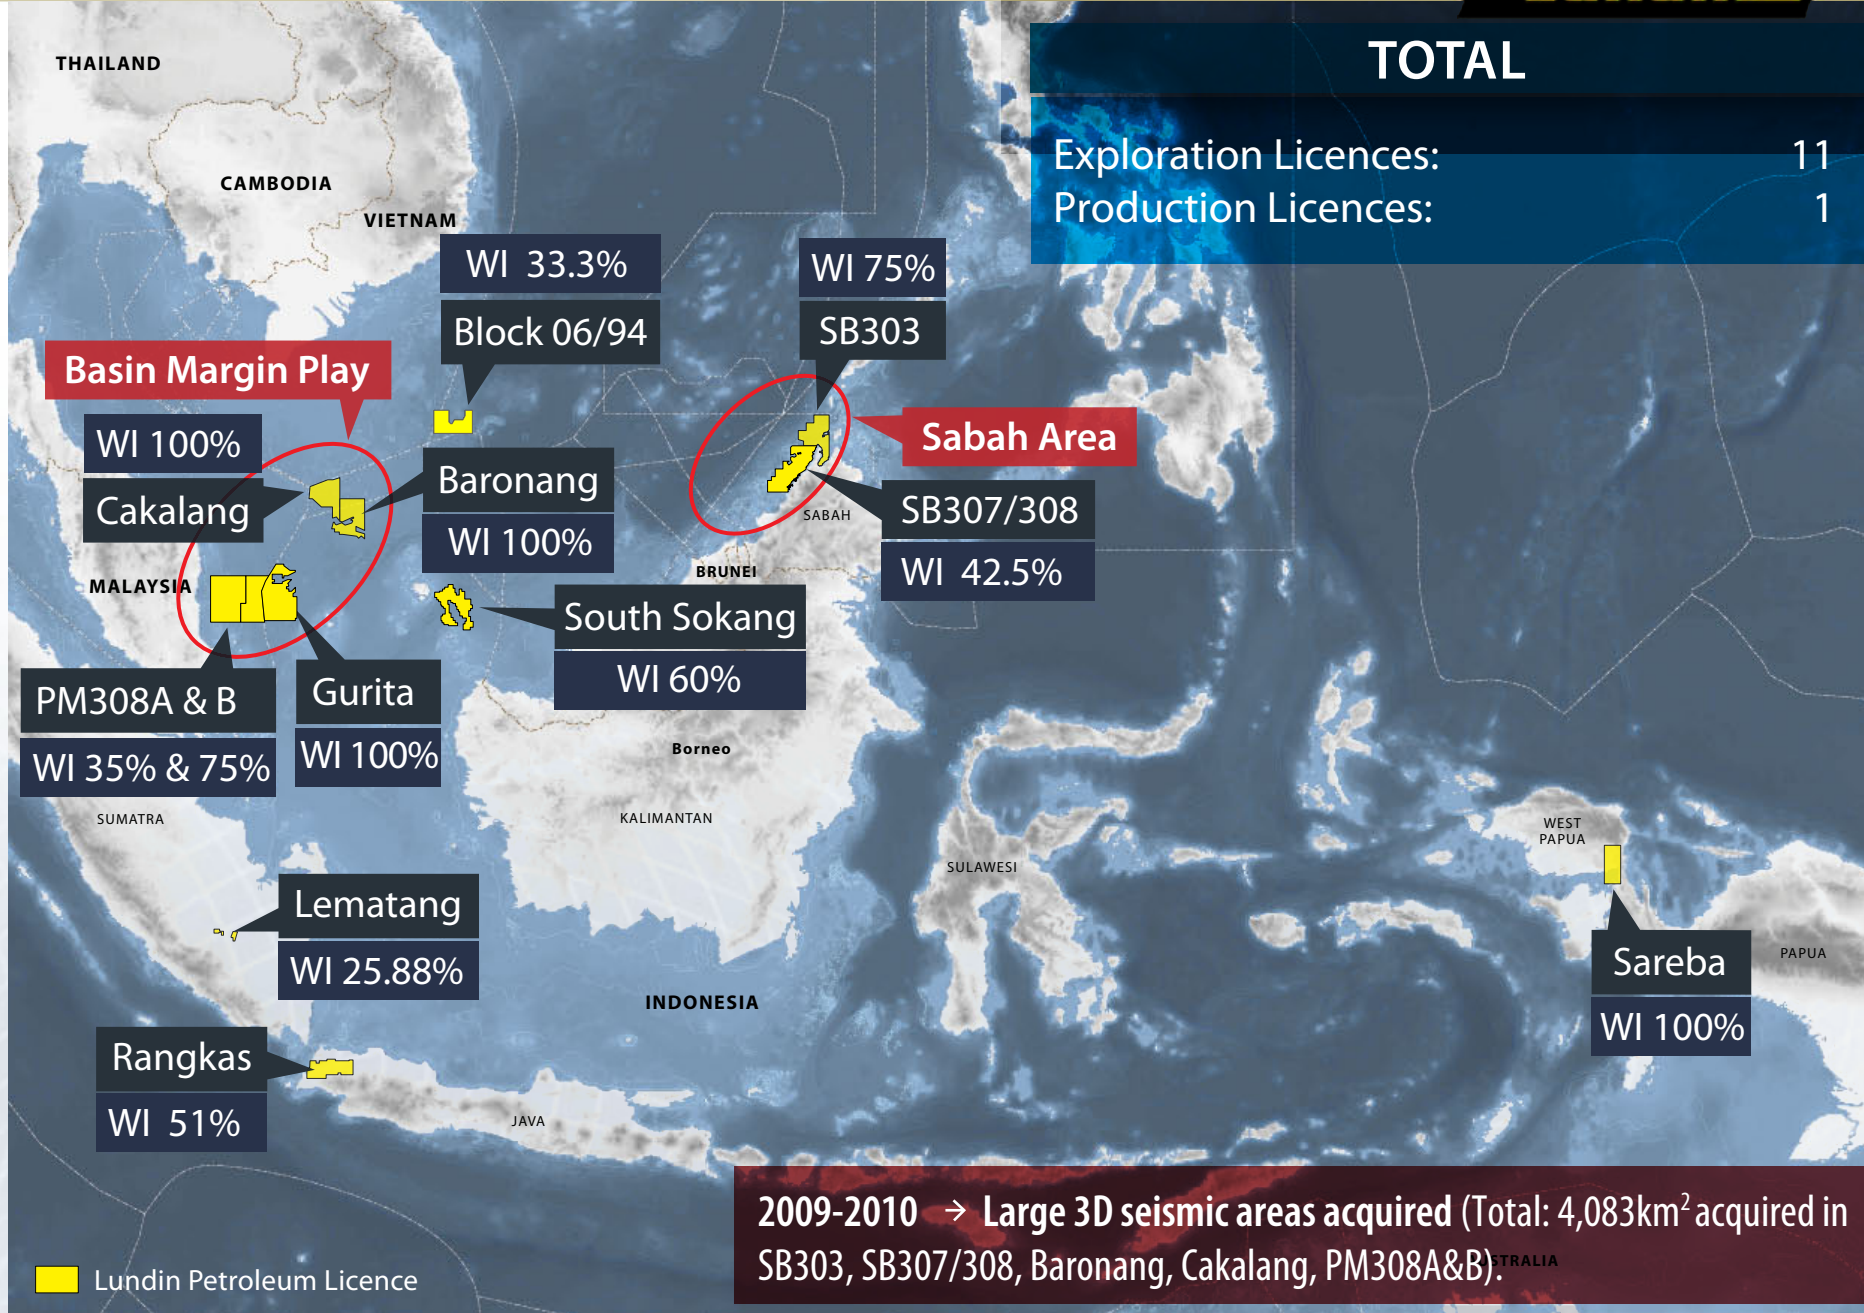 TOTAL
Exploration Licences: 11
Production Licences: 1
THAILAND
CAMBODIA
VIETNAM
WI 33.3%
Block 06/94
WI 75%
SB303
Basin Margin Play
WI 100%
Cakalang
Baronang
WI 100%
Sabah Area
SABAH
SB307/308
WI 42.5%
BRUNEI
MALAYSIA
South Sokang
WI 60%
PM308A & B
WI 35% & 75%
Gurita
WI 100%
Borneo
SUMATRA
KALIMANTAN
WEST
PAPUA
SULAWESI
Lematang
WI 25.88%
INDONESIA
Sareba
WI 100%
PAPUA
Rangkas
WI 51%
JAVA
2009-2010 → Large 3D seismic areas acquired (Total: 4,083km² acquired in
SB303, SB307/308, Baronang, Cakalang, PM308A&B).
STRALIA
Lundin Petroleum Licence